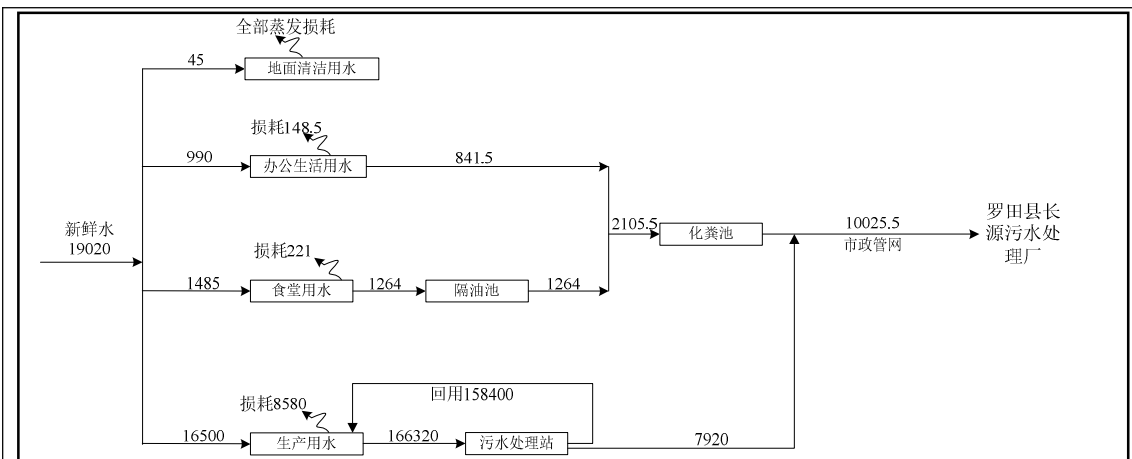 全部蒸发损耗
45
地面清洁用水
损耗148.5
990
办公生活用水
841.5
新鲜水
19020
2105.5
化粪池
10025.5
市政管网
罗田县长
源污水处
理厂
损耗221
1485
食堂用水
1264
隔油池
1264
回用158400
损耗8580
16500
生产用水
166320
污水处理站
7920